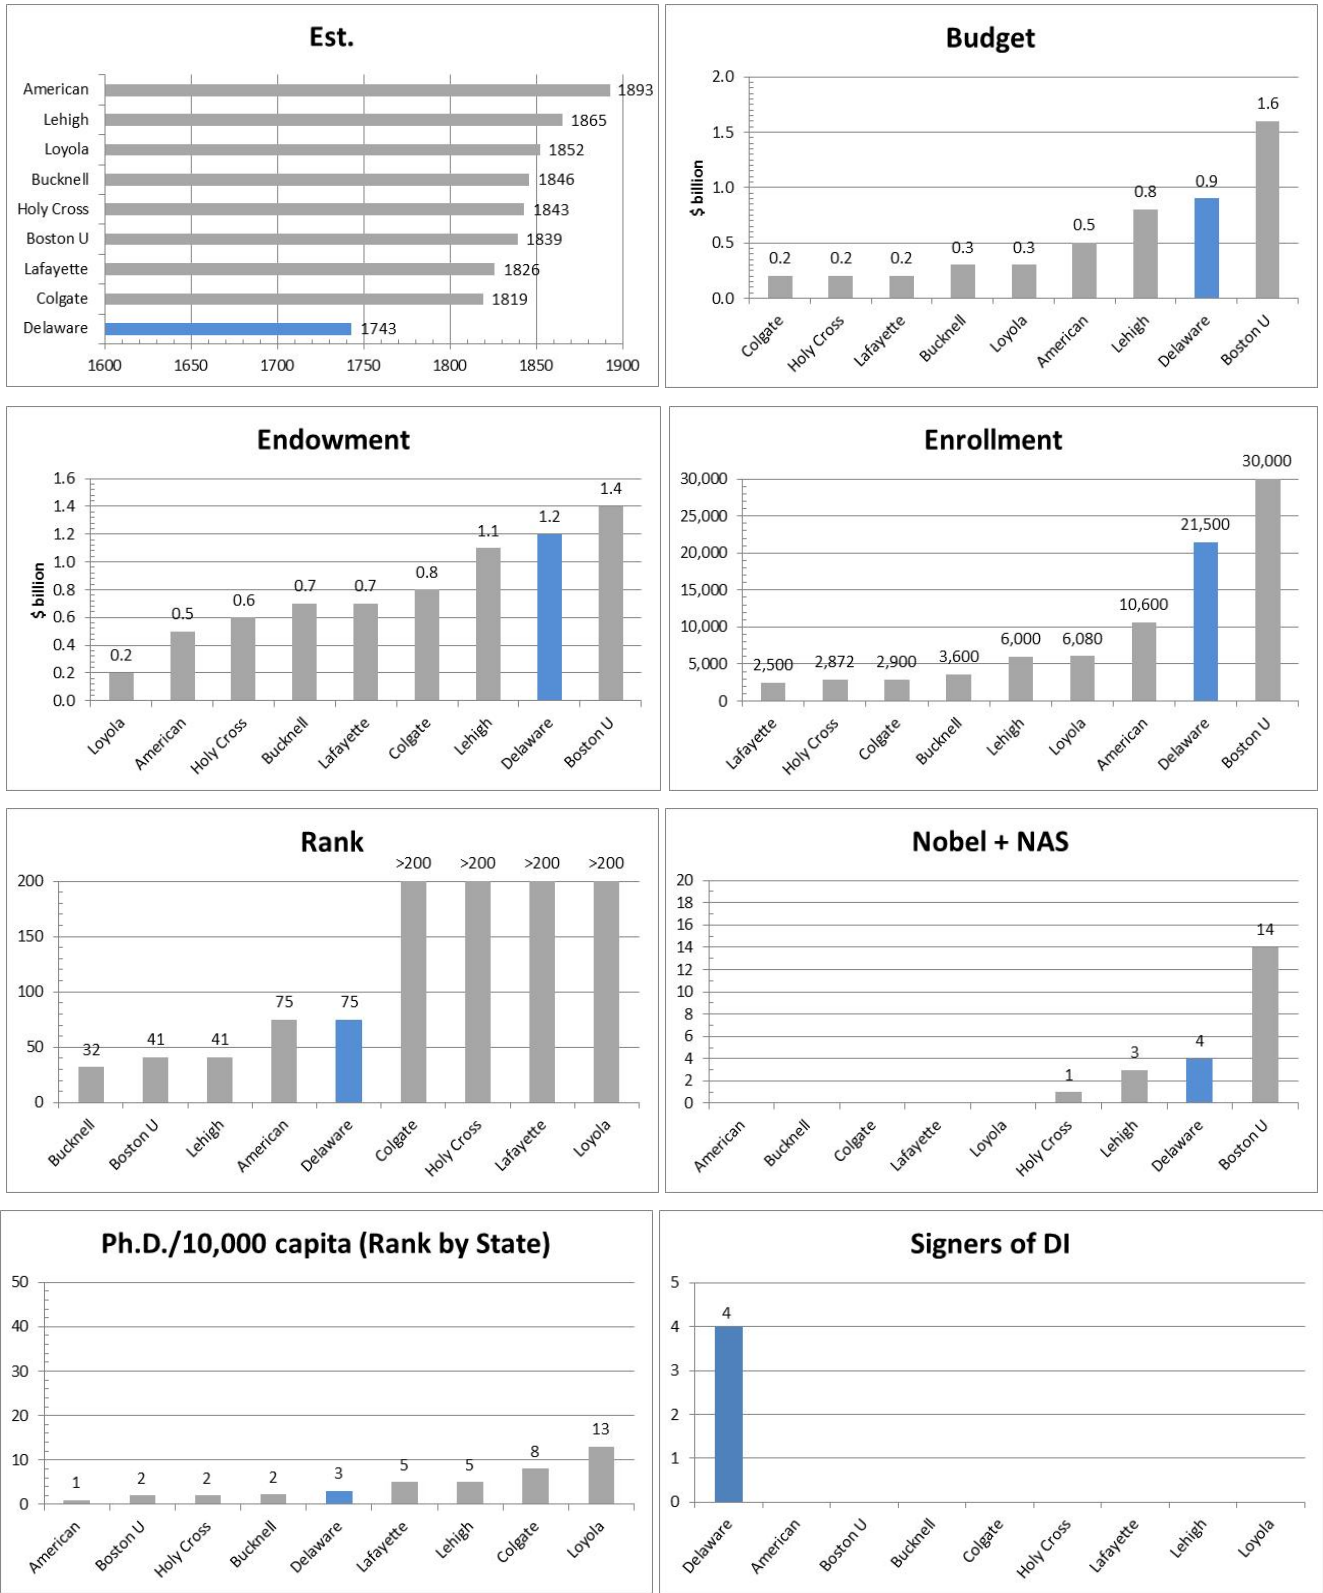 Est.
American 1893
Lehigh 1865
Loyola 1852
Bucknell 1846
Holy Cross 1843
Boston U 1839
Lafayette 1826
Colgate 1819
Delaware 1743
1600 1650 1700 1750 1800 1850 1900
Budget
$ billion
2.0
1.5
1.0
0.5
0.0
0.2 0.2 0.2 0.3 0.3 0.5 0.8 0.9 1.6
Colgate Holy Cross Lafayette Bucknell Loyola American Lehigh Delaware Boston U
Endowment
$ billion
1.6
1.4
1.2
1.0
0.8
0.6
0.4
0.2
0.0
0.2 0.5 0.6 0.7 0.7 0.8 1.1 1.2 1.4
Loyola American Holy Cross Bucknell Lafayette Colgate Lehigh Delaware Boston U
Enrollment
30,000
25,000
20,000
15,000
10,000
5,000
0
2,500 2,872 2,900 3,600 6,000 6,080 10,600 21,500 30,000
Lafayette Holy Cross Colgate Bucknell Lehigh Loyola American Delaware Boston U
Rank
200
150
100
50
0
32 41 41 75 75 >200 >200 >200 >200
Bucknell Boston U Lehigh American Delaware Colgate Holy Cross Lafayette Loyola
Nobel + NAS
20
18
16
14
12
10
8
6
4
2
0
1 3 4 14
American Bucknell Colgate Lafayette Loyola Holy Cross Lehigh Delaware Boston U
Ph.D./10,000 capita (Rank by State)
50
40
30
20
10
0
1 2 2 2 3 5 5 8 13
American Boston U Holy Cross Bucknell Delaware Lafayette Lehigh Colgate Loyola
Signers of DI
5
4
3
2
1
0
4
Delaware American Boston U Bucknell Colgate Holy Cross Lafayette Lehigh Loyola